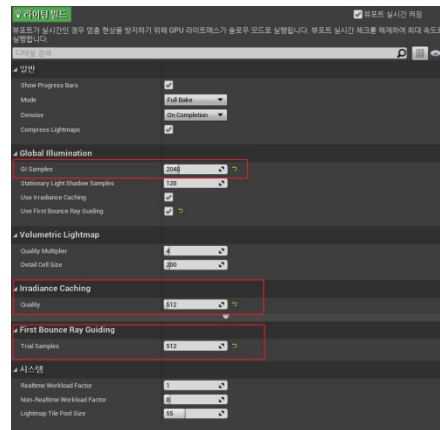 라이팅 빌드
뷰포트 실시간 켜짐
뷰포트가 실시간인 경우 멈춤 현상을 방지하기 위해 GPU 라이트매스가 슬로우 모드로 실행됩니다. 뷰포트 실시간 체크를 해제하여 최대 속도로
실행합니다.
디테일 검색
일반
Show Progress Bars
Mode Full Bake
Denoise On Completion
Compress Lightmaps
Global Illumination
GI Samples 2048
Stationary Light Shadow Samples 128
Use Irradiance Caching
Use First Bounce Ray Guiding
Volumetric Lightmap
Quality Multiplier 4
Detail Cell Size 200
Irradiance Caching
Quality 512
First Bounce Ray Guiding
Trial Samples 512
시스템
Realtime Workload Factor 1
Non-Realtime Workload Factor 8
Lightmap Tile Pool Size 55